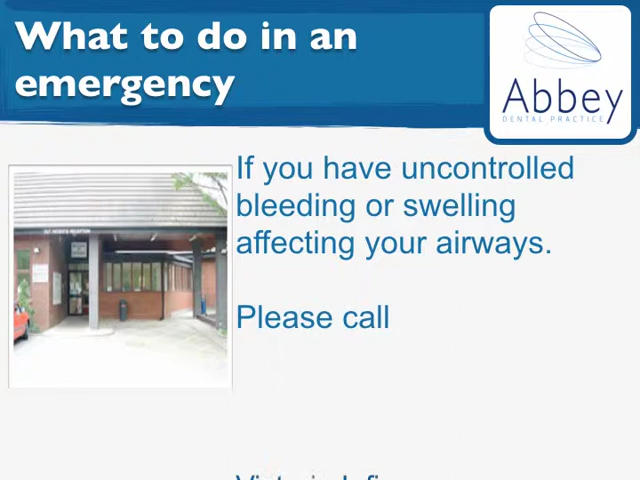 What to do in an
emergency
Abbey
DENTAL PRACTICE
If you have uncontrolled
bleeding or swelling
affecting your airways.
Please call